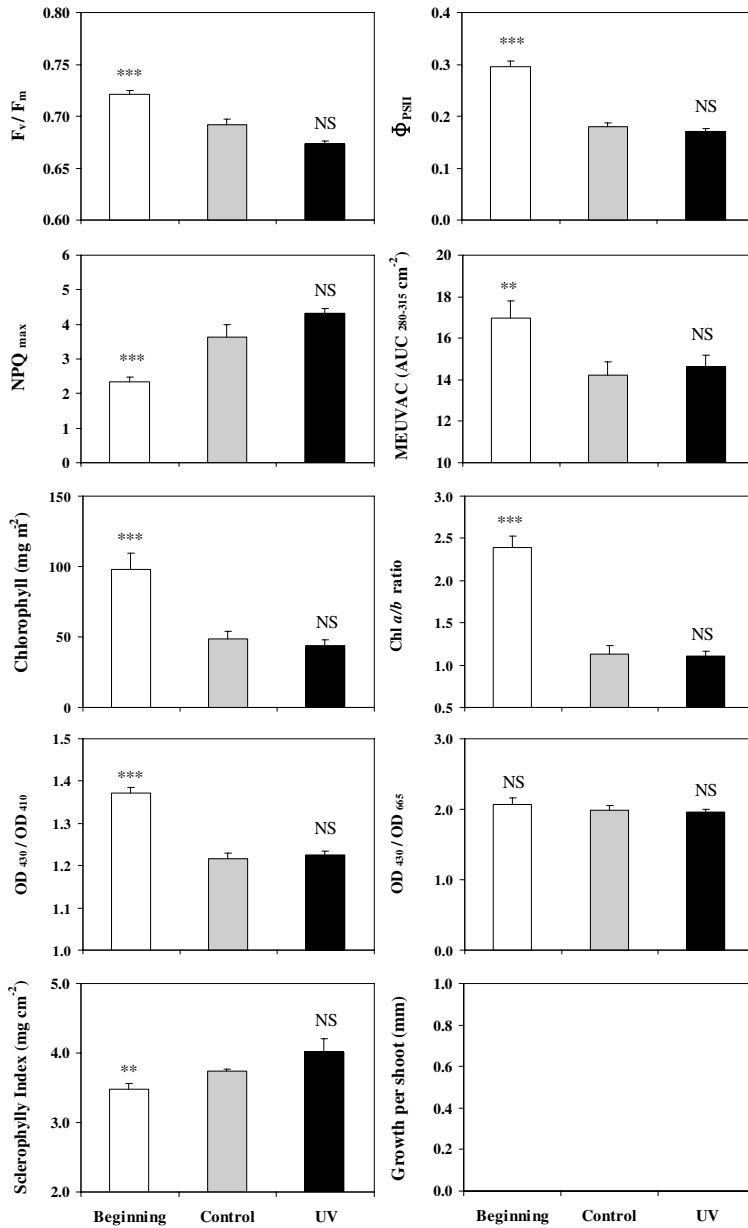 0.80
0.75
0.70
0.65
0.60
Fv / Fm
***
NS
0.4
0.3
0.2
0.1
0.0
ΦPSII
***
NS
6
5
4
3
2
1
0
NPQ max
***
NS
20
18
16
14
12
10
MEUVAC (AUC 280-315 cm-2)
**
NS
150
100
50
0
Chlorophyll (mg m-2)
***
NS
3.0
2.5
2.0
1.5
1.0
0.5
Chl a/b ratio
***
NS
1.5
1.4
1.3
1.2
1.1
1.0
OD 430 / OD 410
***
NS
3.0
2.0
1.0
0.0
OD 430 / OD 665
NS
NS
5.0
4.0
3.0
2.0
Sclerophylly Index (mg cm-2)
**
NS
1.0
0.8
0.6
0.4
0.2
0.0
Growth per shoot (mm)
Beginning Control UV
Beginning Control UV